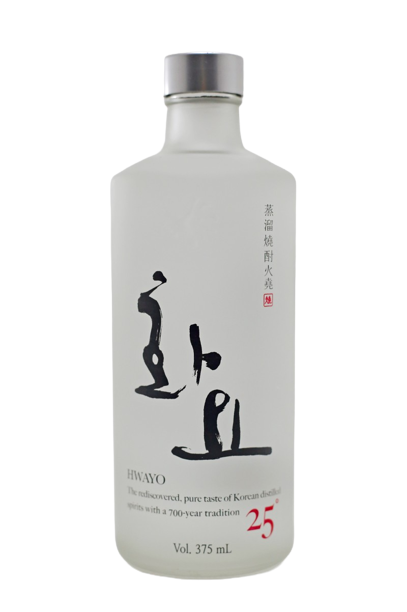 蒸溜燒酎火堯
화요
HWAYO
The rediscovered, pure taste of Korean distilled
spirits with a 700-year tradition
25°
Vol. 375 mL